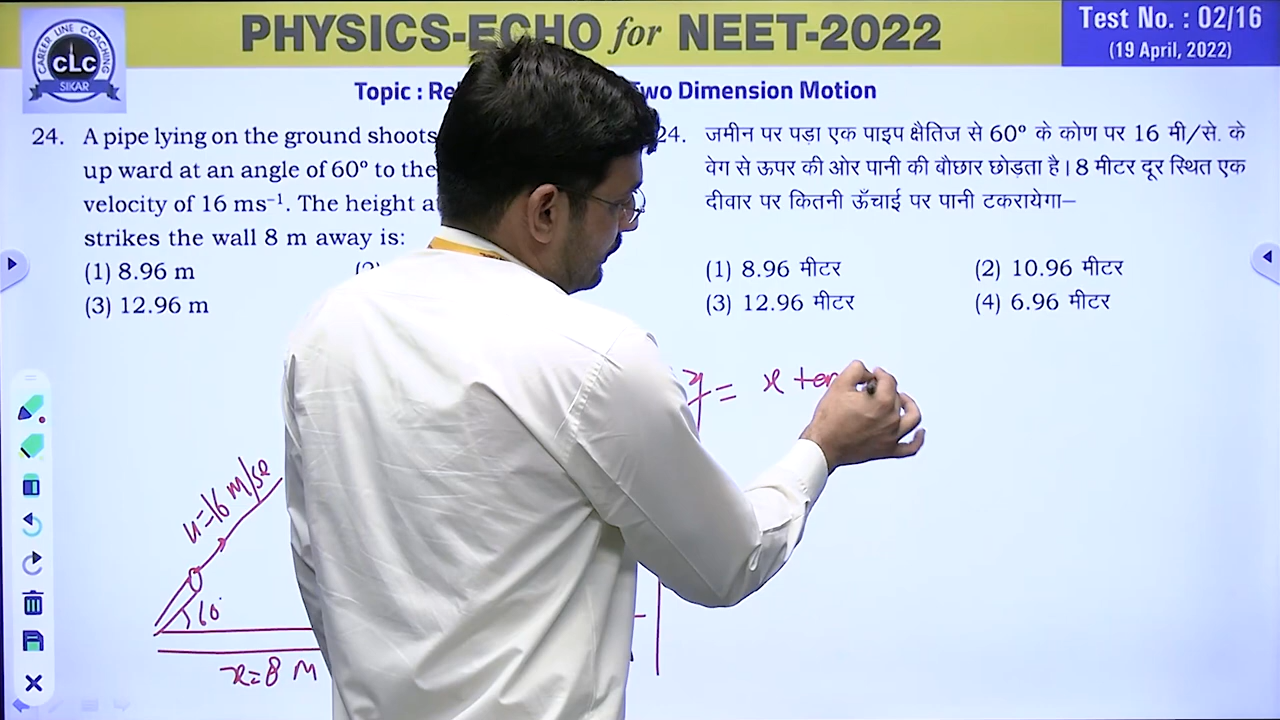 PHYSICS-ECHO for NEET-2022
Test No. : 02/16
(19 April, 2022)
CAREER LINE COACHING
CLC
SIKAR
Topic : Two Dimension Motion
24. A pipe lying on the ground shoots
up ward at an angle of 60° to the
velocity of 16 ms⁻¹. The height
strikes the wall 8 m away is:
(1) 8.96 m
(3) 12.96 m
24. जमीन पर पड़ा एक पाइप क्षैतिज से 60° के कोण पर 16 मी/से. के
वेग से ऊपर की ओर पानी की बौछार छोड़ता है। 8 मीटर दूर स्थित एक
दीवार पर कितनी ऊँचाई पर पानी टकरायेगा–
(1) 8.96 मीटर (2) 10.96 मीटर
(3) 12.96 मीटर (4) 6.96 मीटर
y = x
u=16 m/se
x=8 M